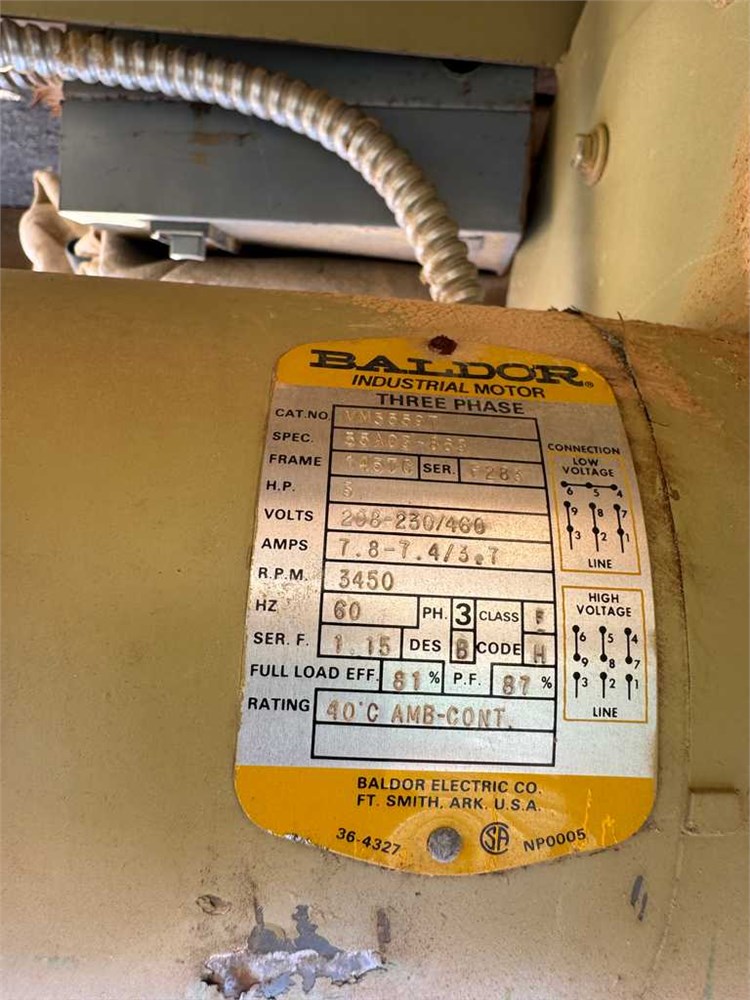 BALDOR®
INDUSTRIAL MOTOR
THREE PHASE
CAT.NO.
SPEC.
FRAME SER.
H.P. 5
VOLTS 208-230/460
AMPS 7.8-7.4/3.7
R.P.M. 3450
HZ 60 PH. 3 CLASS F
SER. F. 1.15 DES B CODE H
FULL LOAD EFF. 81 % P.F. 87 %
RATING 40°C AMB-CONT.
CONNECTION
LOW
VOLTAGE
6 5 4
9 8 7
3 2 1
LINE
HIGH
VOLTAGE
6 5 4
9 8 7
3 2 1
LINE
BALDOR ELECTRIC CO.
FT. SMITH, ARK. U.S.A.
36-4327 SA NP0005